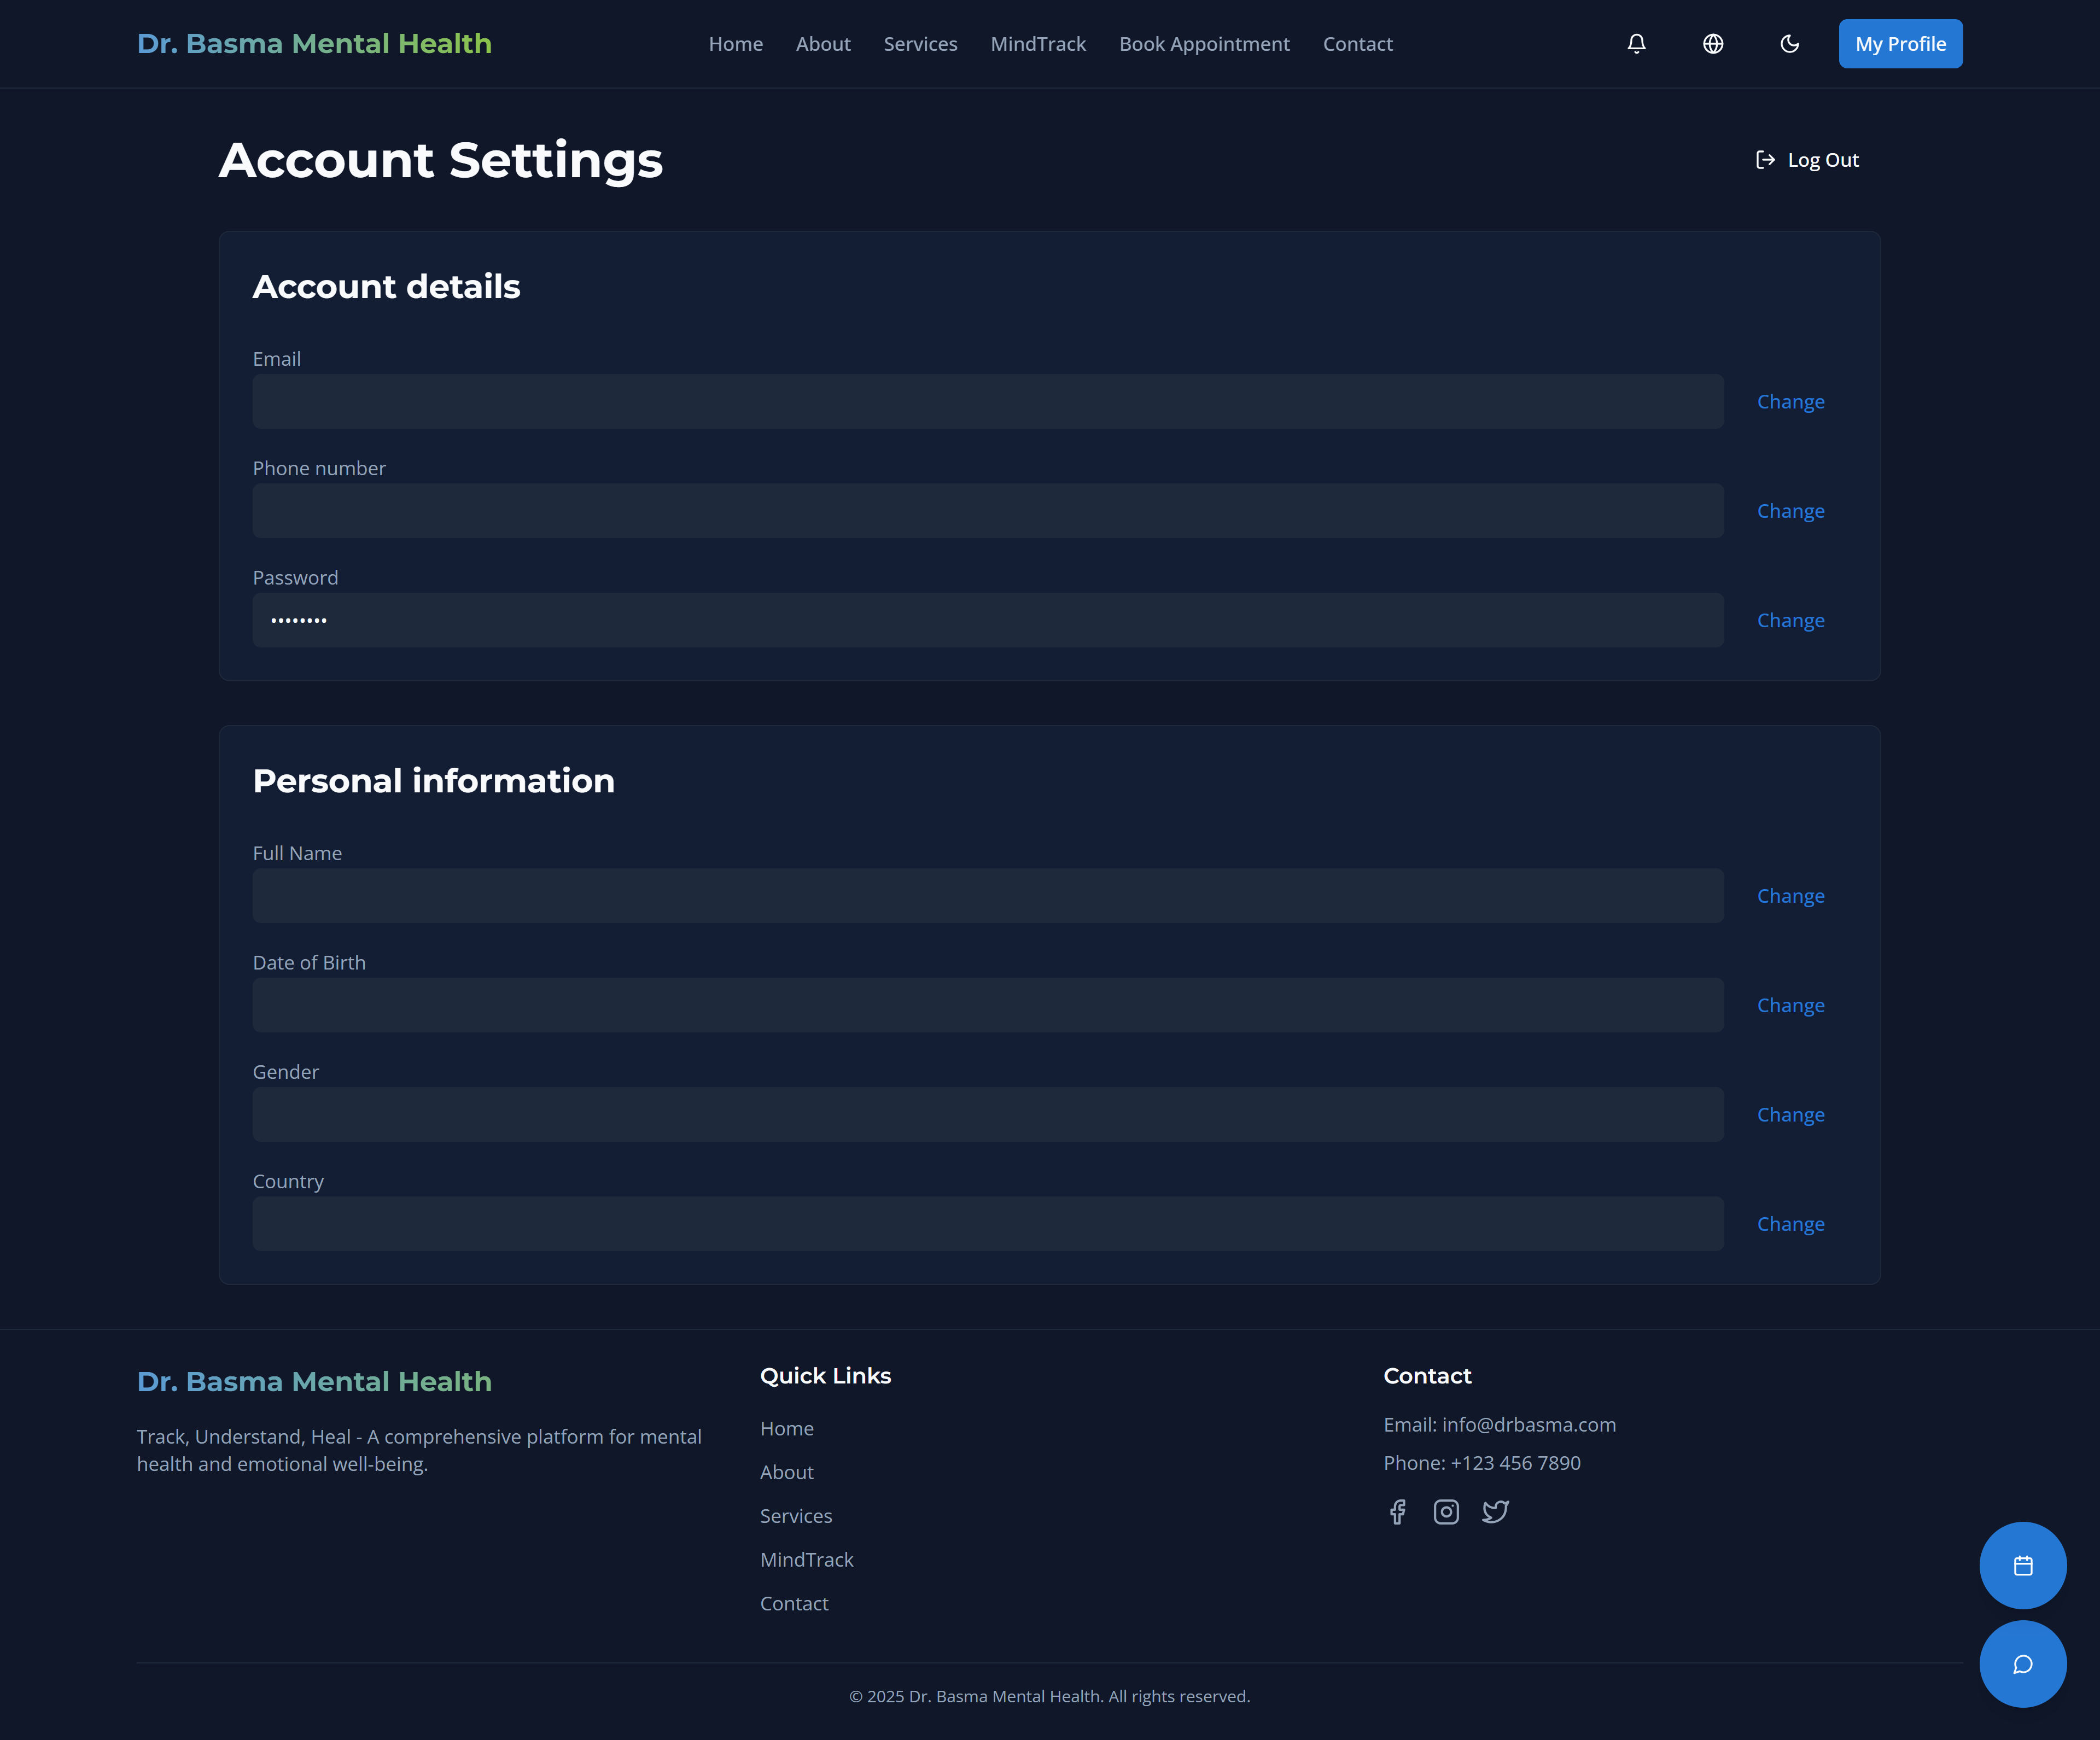 Dr. Basma Mental Health
Home About Services MindTrack Book Appointment Contact
My Profile
Account Settings
Log Out
Account details
Email
Change
Phone number
Change
Password
••••••••
Change
Personal information
Full Name
Change
Date of Birth
Change
Gender
Change
Country
Change
Dr. Basma Mental Health
Track, Understand, Heal - A comprehensive platform for mental
health and emotional well-being.
Quick Links
Home
About
Services
MindTrack
Contact
Contact
Email: info@drbasma.com
Phone: +123 456 7890
© 2025 Dr. Basma Mental Health. All rights reserved.